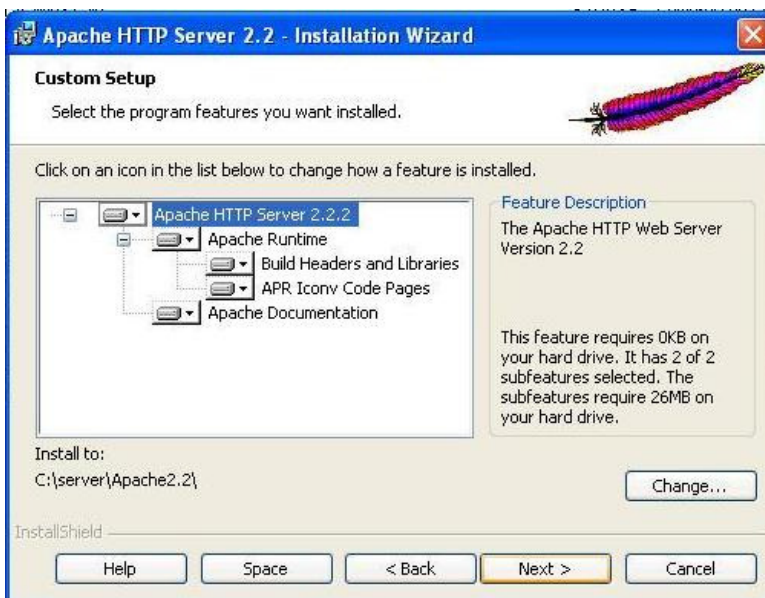 Apache HTTP Server 2.2 - Installation Wizard
Custom Setup
Select the program features you want installed.
Click on an icon in the list below to change how a feature is installed.
Apache HTTP Server 2.2.2
Apache Runtime
Build Headers and Libraries
APR Iconv Code Pages
Apache Documentation
Feature Description
The Apache HTTP Web Server
Version 2.2
This feature requires 0KB on
your hard drive. It has 2 of 2
subfeatures selected. The
subfeatures require 26MB on
your hard drive.
Install to:
C:\server\Apache2.2\
Change...
InstallShield
Help
Space
< Back
Next >
Cancel